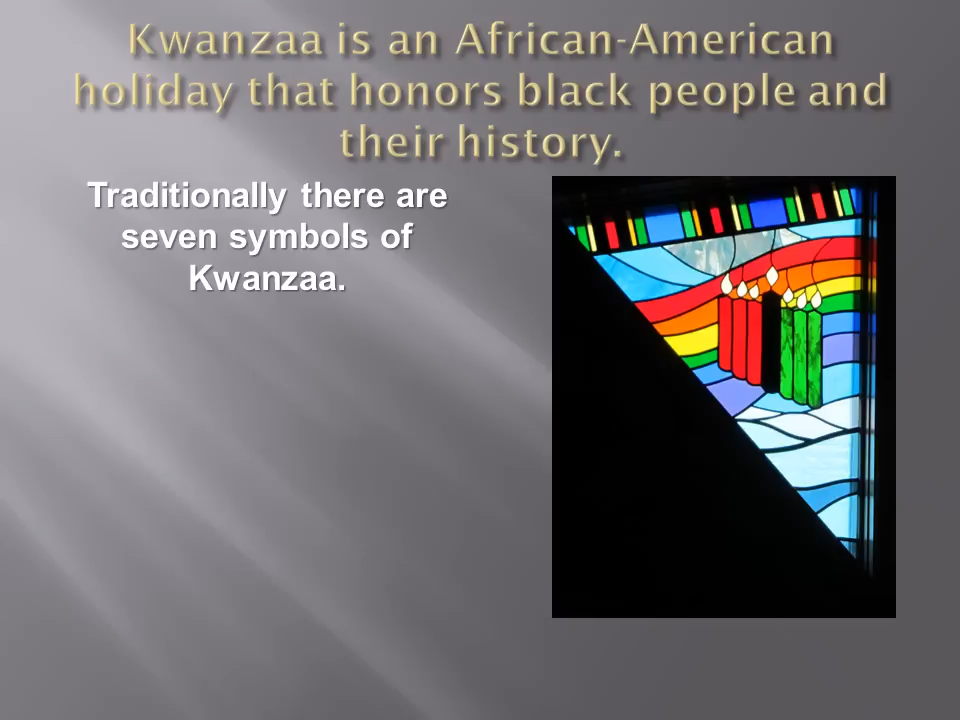 Kwanzaa is an African-American
holiday that honors black people and
their history.
Traditionally there are
seven symbols of
Kwanzaa.